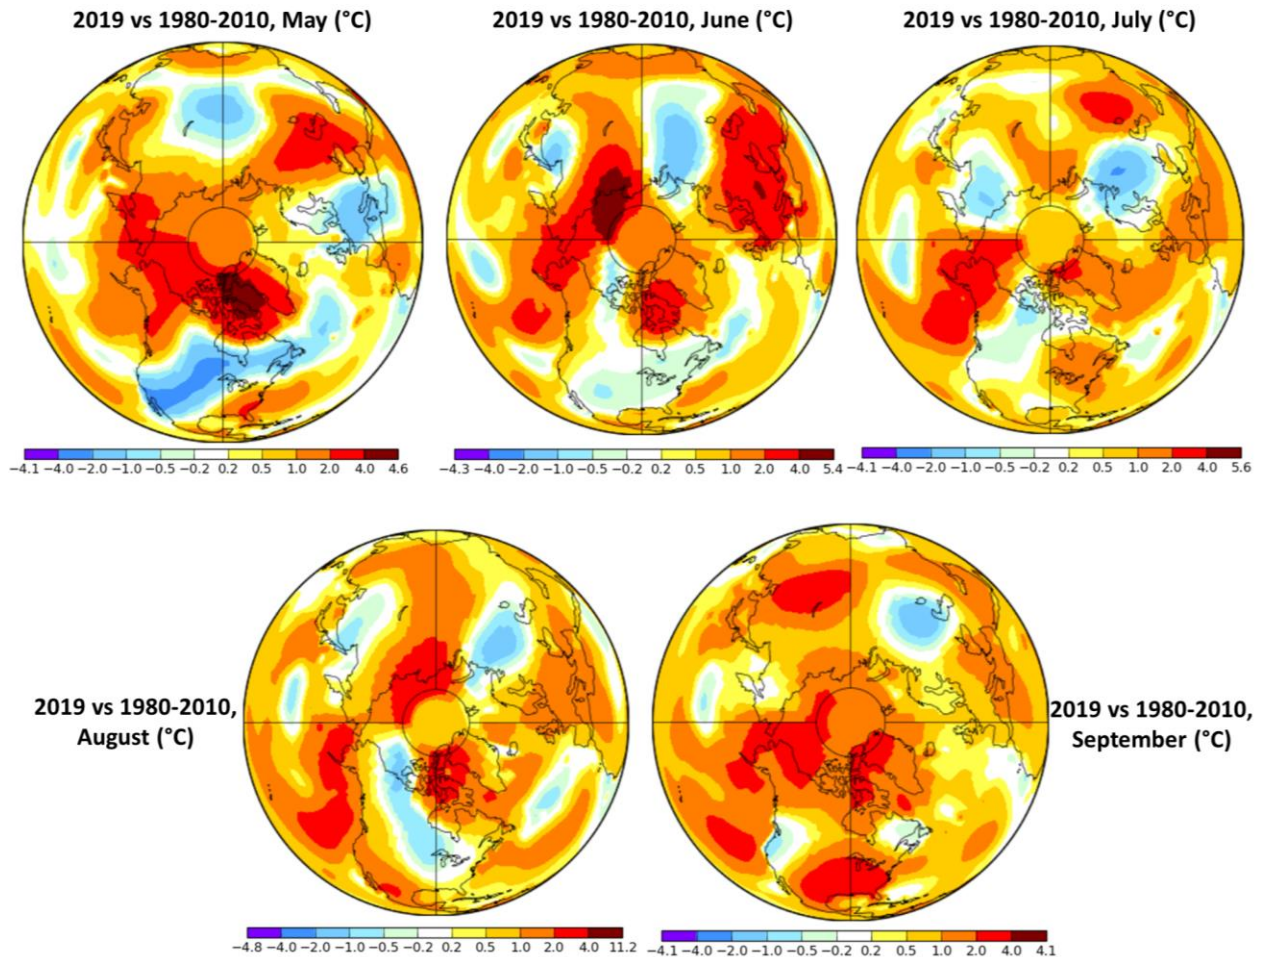 2019 vs 1980-2010, May (°C)
2019 vs 1980-2010, June (°C)
2019 vs 1980-2010, July (°C)
−4.1 −4.0 −2.0 −1.0 −0.5 −0.2 0.2 0.5 1.0 2.0 4.0 4.6
−4.3 −4.0 −2.0 −1.0 −0.5 −0.2 0.2 0.5 1.0 2.0 4.0 5.4
−4.1 −4.0 −2.0 −1.0 −0.5 −0.2 0.2 0.5 1.0 2.0 4.0 5.6
2019 vs 1980-2010,
August (°C)
2019 vs 1980-2010,
September (°C)
−4.8 −4.0 −2.0 −1.0 −0.5 −0.2 0.2 0.5 1.0 2.0 4.0 11.2
−4.1 −4.0 −2.0 −1.0 −0.5 −0.2 0.2 0.5 1.0 2.0 4.0 4.1